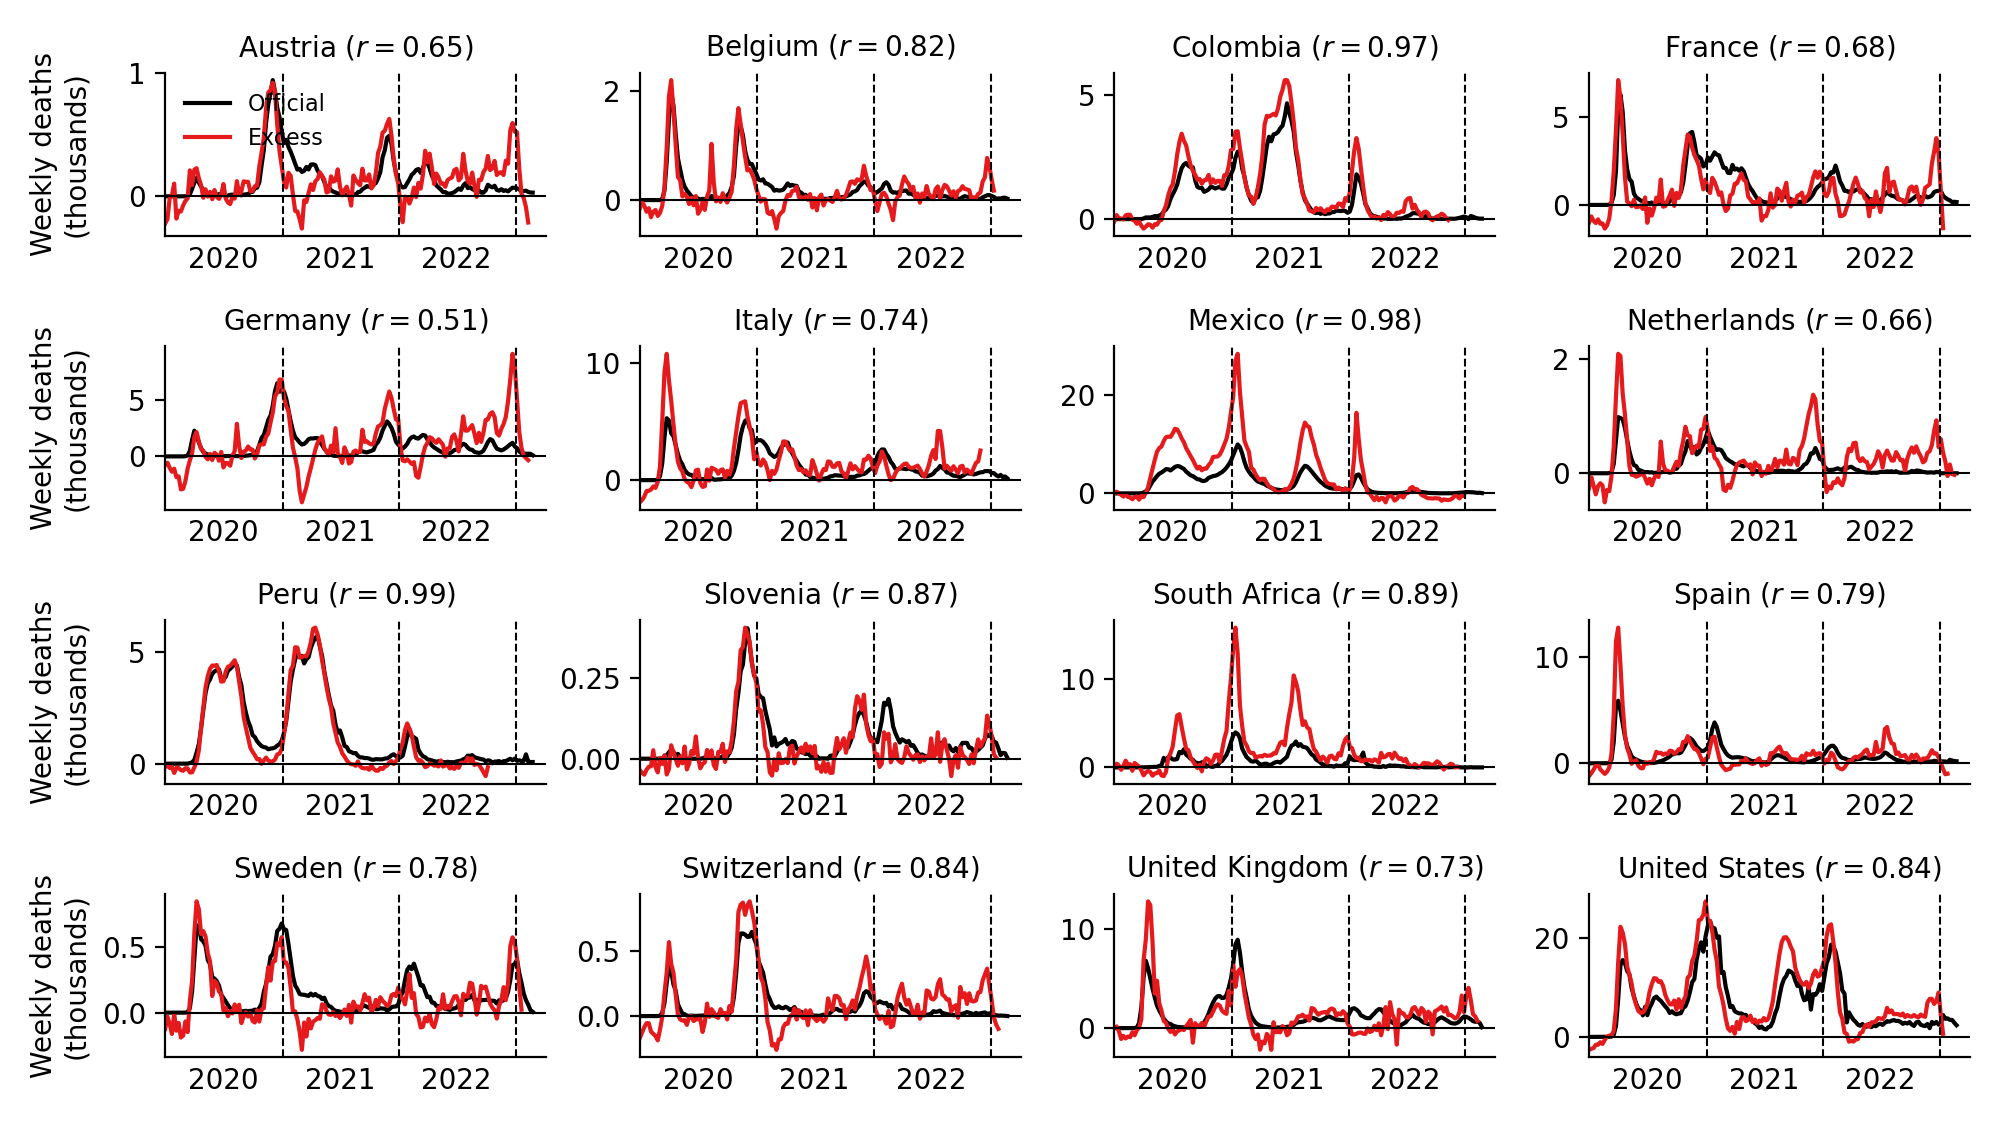 Austria (r = 0.65)
Belgium (r = 0.82)
Colombia (r = 0.97)
France (r = 0.68)
Weekly deaths
(thousands)
1
0
Official
Excess
2020 2021 2022
2
0
2020 2021 2022
5
0
2020 2021 2022
5
0
2020 2021 2022
Germany (r = 0.51)
Italy (r = 0.74)
Mexico (r = 0.98)
Netherlands (r = 0.66)
Weekly deaths
(thousands)
5
0
2020 2021 2022
10
0
2020 2021 2022
20
0
2020 2021 2022
2
0
2020 2021 2022
Peru (r = 0.99)
Slovenia (r = 0.87)
South Africa (r = 0.89)
Spain (r = 0.79)
Weekly deaths
(thousands)
5
0
2020 2021 2022
0.25
0.00
2020 2021 2022
10
0
2020 2021 2022
10
0
2020 2021 2022
Sweden (r = 0.78)
Switzerland (r = 0.84)
United Kingdom (r = 0.73)
United States (r = 0.84)
Weekly deaths
(thousands)
0.5
0.0
2020 2021 2022
0.5
0.0
2020 2021 2022
10
0
2020 2021 2022
20
0
2020 2021 2022